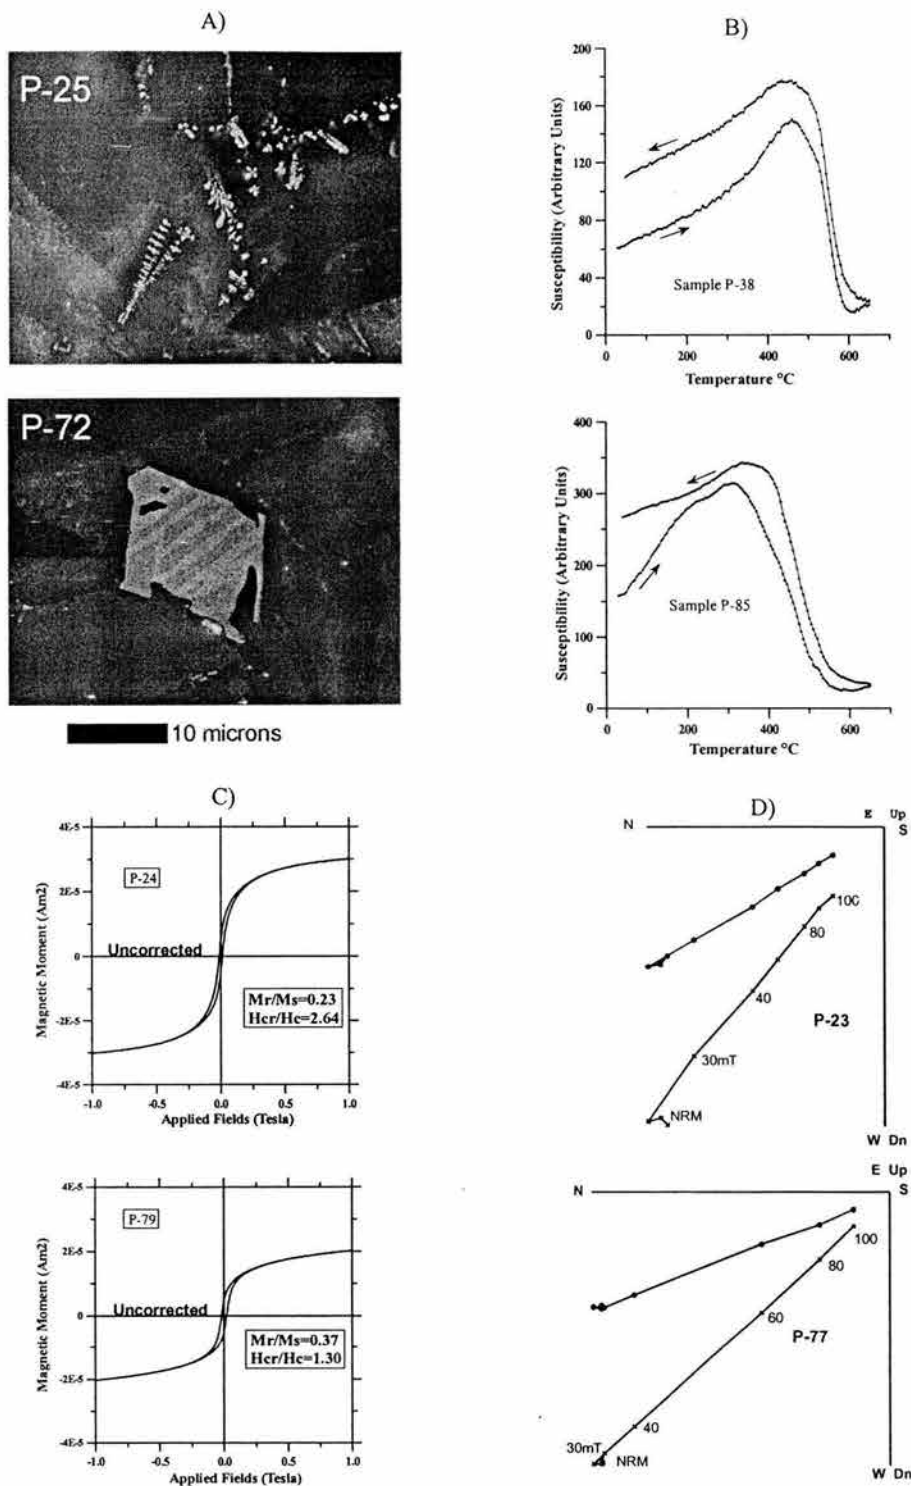 A)
P-25
P-72
10 microns
B)
200
160
120
80
40
0
Susceptibility (Arbitrary Units)
Sample P-38
0
200
400
600
Temperature °C
400
300
200
300
0
Susceptibility (Arbitrary Units)
Sample P-85
0
200
400
600
Temperature °C
C)
4E-5
2E-5
0
-2E-5
-4E-5
Magnetic Moment (Am2)
P-24
Uncorrected
Mr/Ms=0.23
Hcr/Hc=2.64
-1.0
-0.5
0.0
0.5
1.0
Applied Fields (Tesla)
4E-5
2E-5
0
-2E-5
-4E-5
Magnetic Moment (Am2)
P-79
Uncorrected
Mr/Ms=0.37
Hcr/Hc=1.30
-1.0
-0.5
0.0
0.5
1.0
Applied Fields (Tesla)
D)
E Up
N
S
100
80
40
P-23
30mT
NRM
W Dn
E Up
N
S
100
80
60
P-77
40
30mT
NRM
W Dn